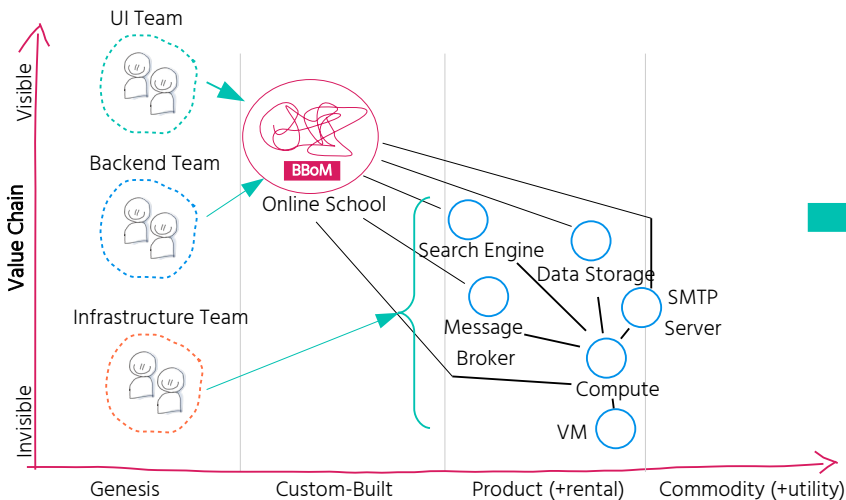 UI Team
Visible
Backend Team
BBoM
Online School
Value Chain
Search Engine
Data Storage
SMTP
Server
Infrastructure Team
Message
Broker
Compute
VM
Invisible
Genesis
Custom-Built
Product (+rental)
Commodity (+utility)